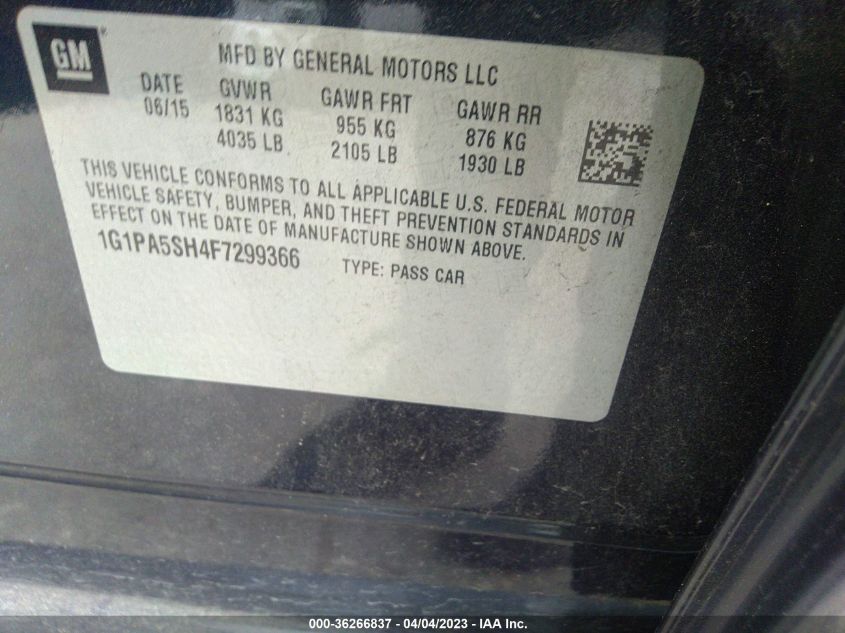 GM ®
MFD BY GENERAL MOTORS LLC
DATE GVWR GAWR FRT GAWR RR
06/15 1831 KG 955 KG 876 KG
4035 LB 2105 LB 1930 LB
THIS VEHICLE CONFORMS TO ALL APPLICABLE U.S. FEDERAL MOTOR
VEHICLE SAFETY, BUMPER, AND THEFT PREVENTION STANDARDS IN
EFFECT ON THE DATE OF MANUFACTURE SHOWN ABOVE.
1G1PA5SH4F7299366 TYPE: PASS CAR
000-36266837 - 04/04/2023 - IAA Inc.